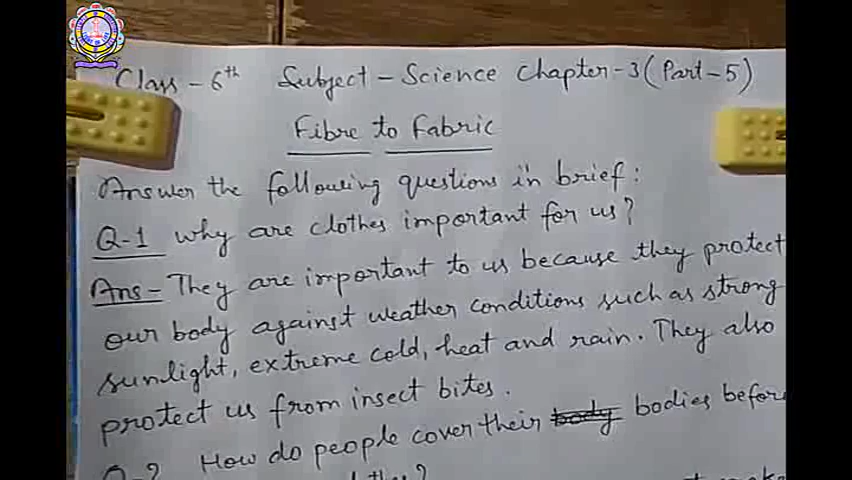 Class - 6th Subject - Science Chapter - 3 (Part - 5)
Fibre to Fabric
Answer the following questions in brief :
Q-1 Why are clothes important for us?
Ans - They are important to us because they protect
our body against weather conditions such as strong
sunlight, extreme cold, heat and rain. They also
protect us from insect bites.
Q-2 How do people cover their body bodies before